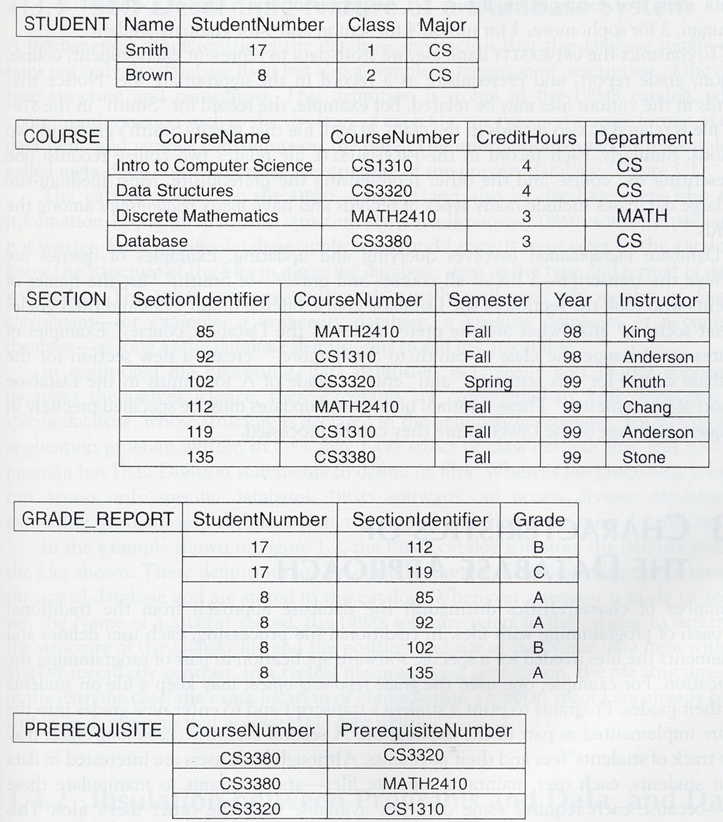 STUDENT Name StudentNumber Class Major
Smith 17 1 CS
Brown 8 2 CS
COURSE CourseName CourseNumber CreditHours Department
Intro to Computer Science CS1310 4 CS
Data Structures CS3320 4 CS
Discrete Mathematics MATH2410 3 MATH
Database CS3380 3 CS
SECTION SectionIdentifier CourseNumber Semester Year Instructor
85 MATH2410 Fall 98 King
92 CS1310 Fall 98 Anderson
102 CS3320 Spring 99 Knuth
112 MATH2410 Fall 99 Chang
119 CS1310 Fall 99 Anderson
135 CS3380 Fall 99 Stone
GRADE_REPORT StudentNumber SectionIdentifier Grade
17 112 B
17 119 C
8 85 A
8 92 A
8 102 B
8 135 A
PREREQUISITE CourseNumber PrerequisiteNumber
CS3380 CS3320
CS3380 MATH2410
CS3320 CS1310